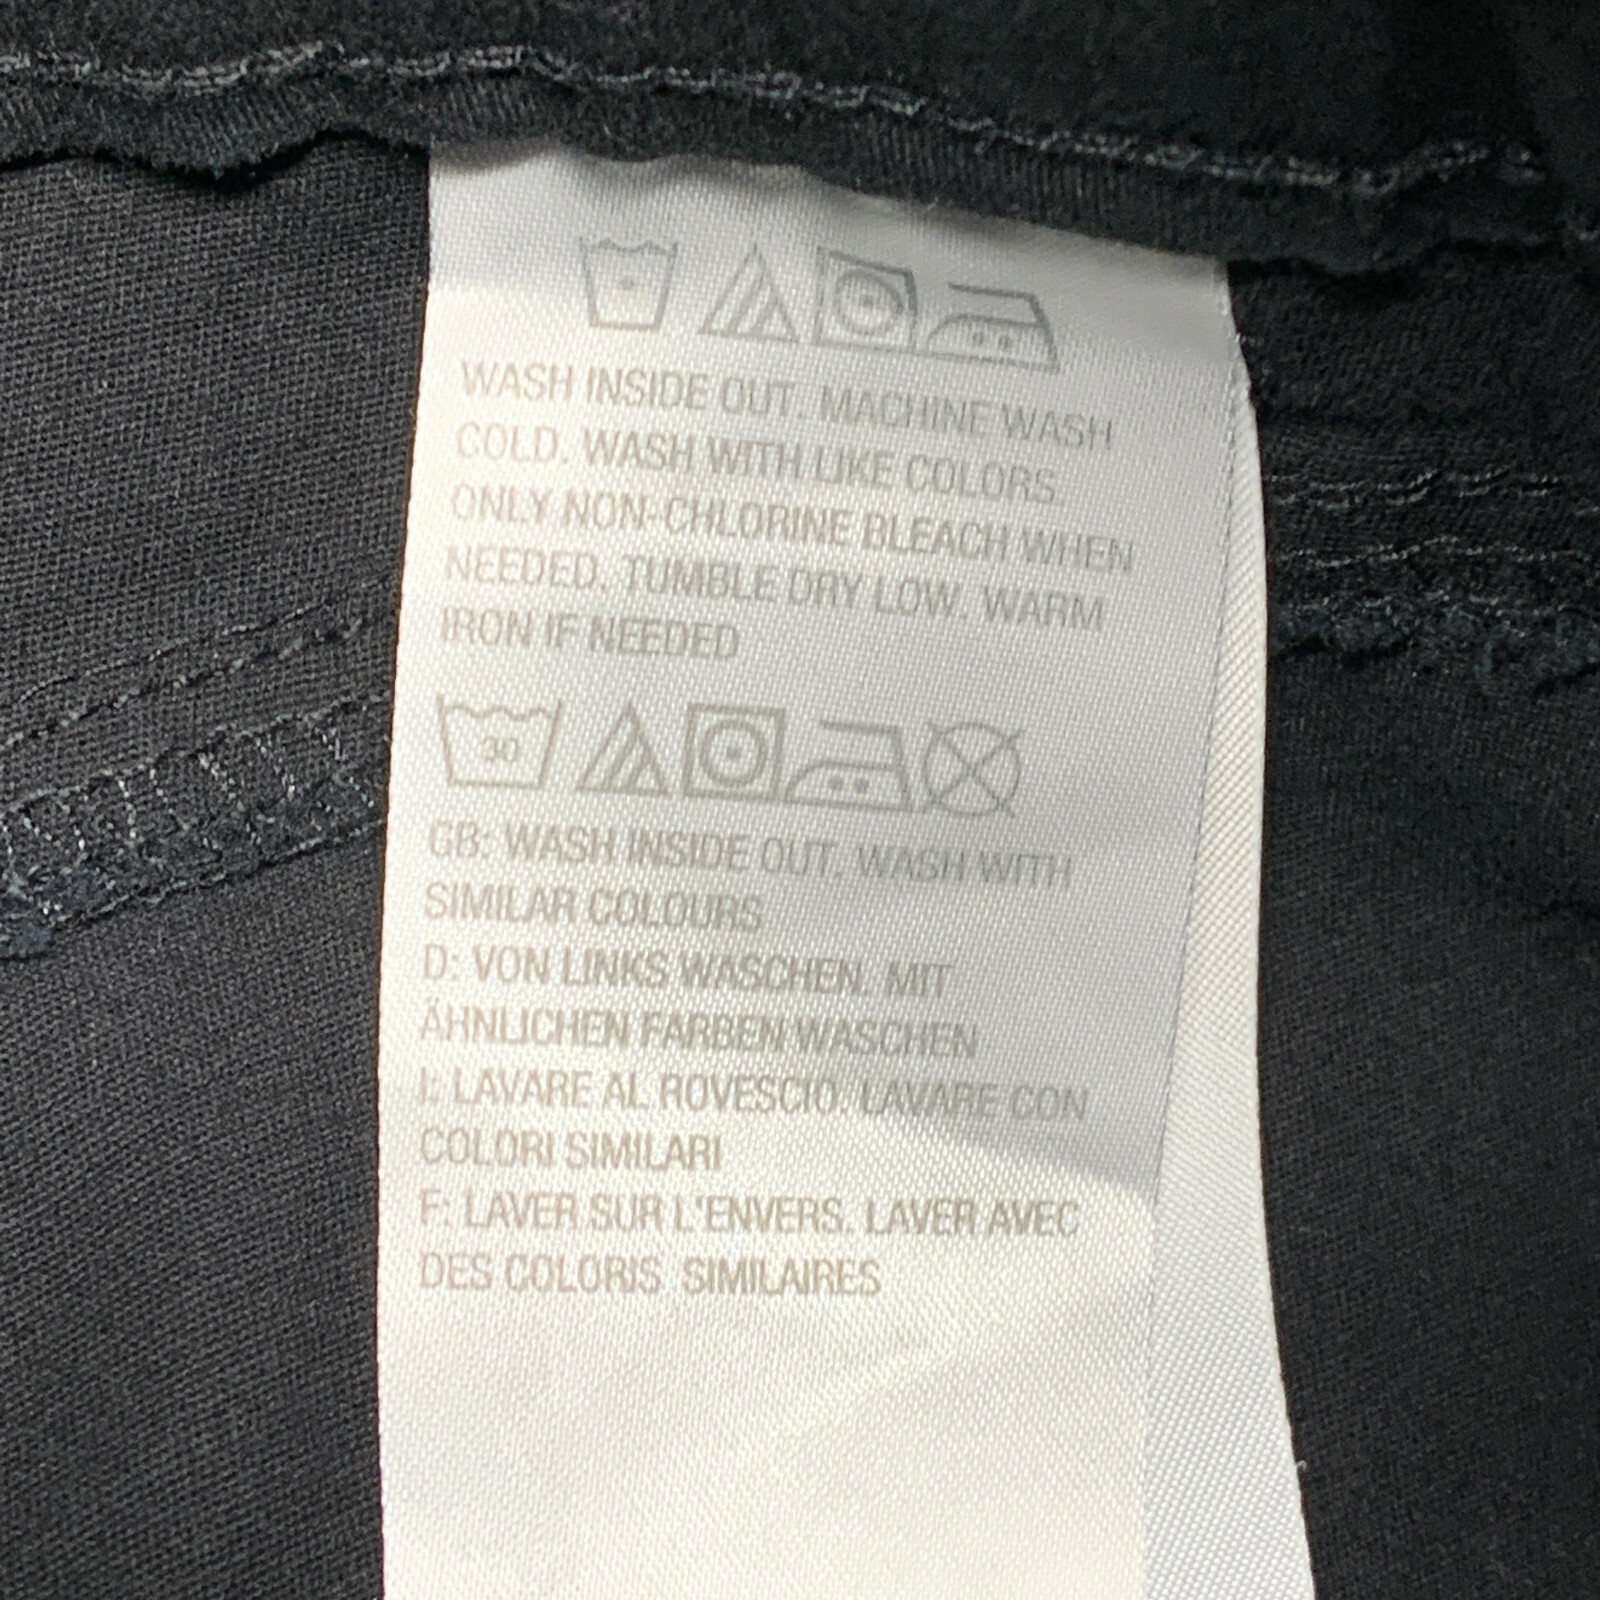 WASH INSIDE OUT. MACHINE WASH
COLD. WASH WITH LIKE COLORS
ONLY NON-CHLORINE BLEACH WHEN
NEEDED. TUMBLE DRY LOW. WARM
IRON IF NEEDED
30
GB: WASH INSIDE OUT. WASH WITH
SIMILAR COLOURS
D: VON LINKS WASCHEN. MIT
ÄHNLICHEN FARBEN WASCHEN
I: LAVARE AL ROVESCIO. LAVARE CON
COLORI SIMILARI
F: LAVER SUR L'ENVERS. LAVER AVEC
DES COLORIS SIMILAIRES